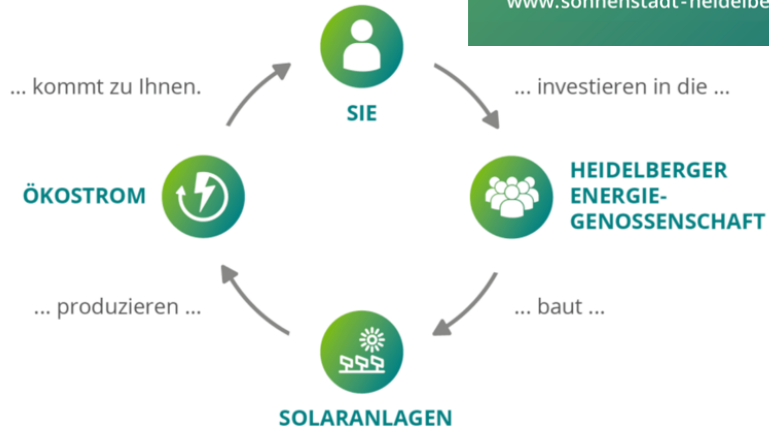 ... kommt zu Ihnen.
SIE
... investieren in die ...
ÖKOSTROM
HEIDELBERGER
ENERGIE-
GENOSSENSCHAFT
... produzieren ...
... baut ...
SOLARANLAGEN